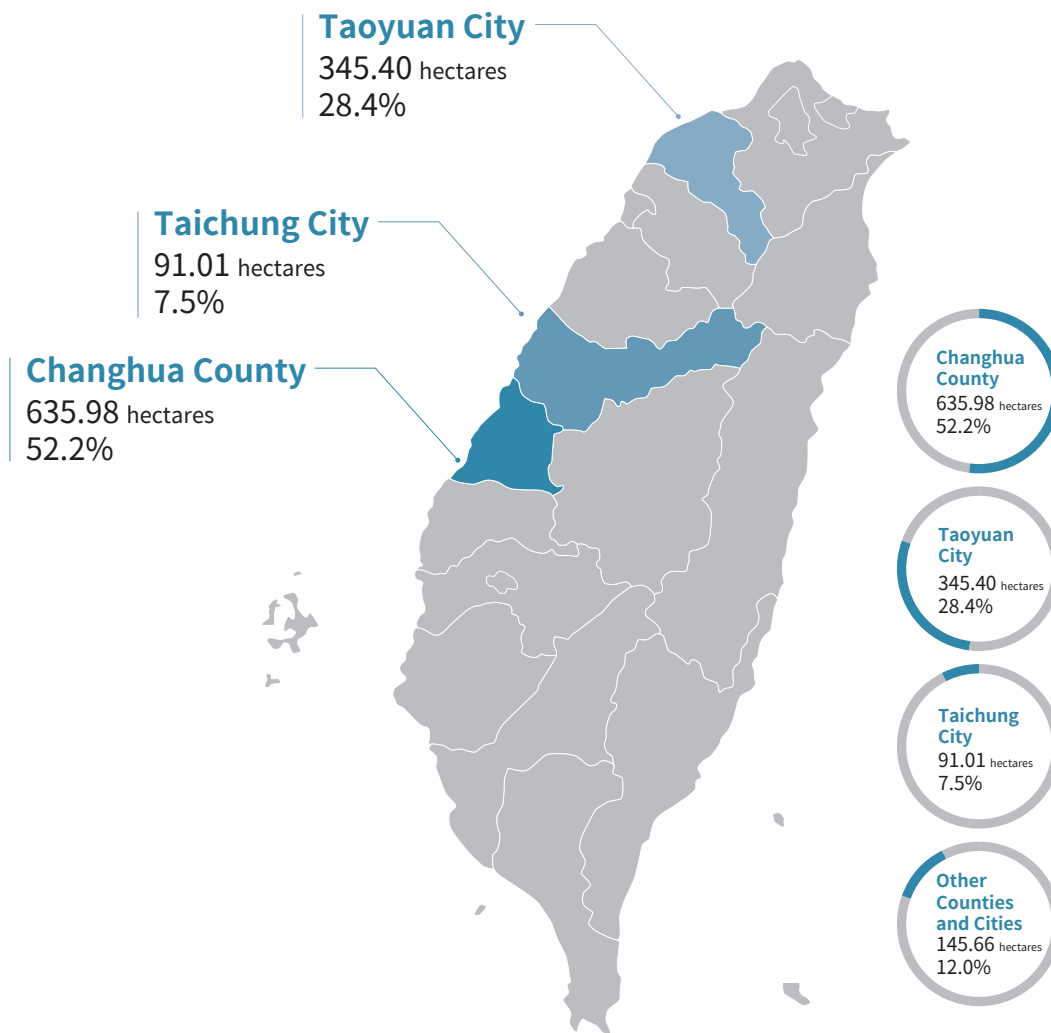 Taoyuan City
345.40 hectares
28.4%
Taichung City
91.01 hectares
7.5%
Changhua County
635.98 hectares
52.2%
Changhua
County
635.98 hectares
52.2%
Taoyuan
City
345.40 hectares
28.4%
Taichung
City
91.01 hectares
7.5%
Other
Counties
and Cities
145.66 hectares
12.0%